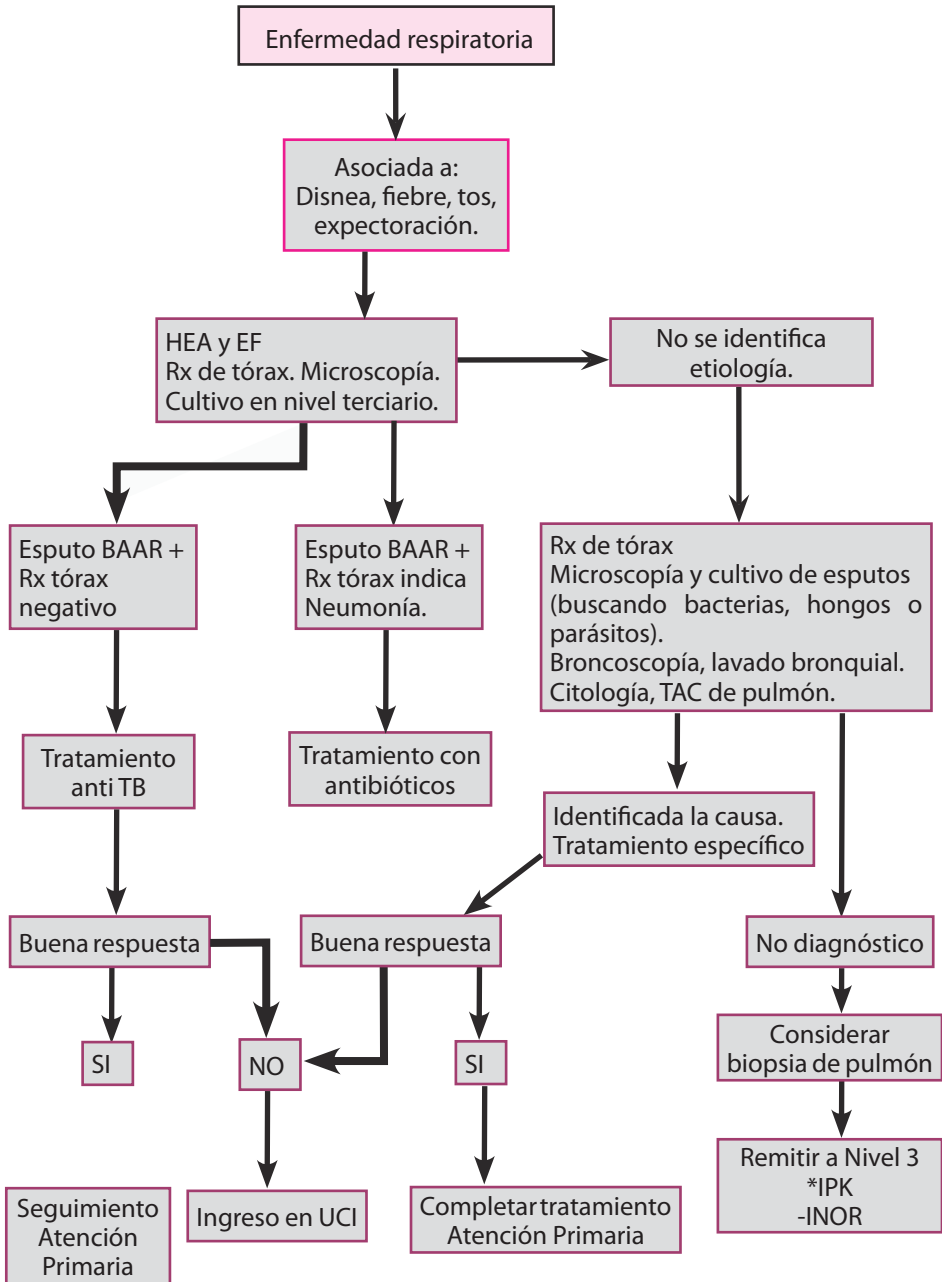 Enfermedad respiratoria
Asociada a:
Disnea, fiebre, tos,
expectoración.
HEA y EF
Rx de tórax. Microscopía.
Cultivo en nivel terciario.
No se identifica
etiología.
Esputo BAAR +
Rx tórax
negativo
Esputo BAAR +
Rx tórax indica
Neumonía.
Rx de tórax
Microscopía y cultivo de esputos
(buscando bacterias, hongos o
parásitos).
Broncoscopía, lavado bronquial.
Citología, TAC de pulmón.
Tratamiento
anti TB
Tratamiento con
antibióticos
Identificada la causa.
Tratamiento específico
Buena respuesta
Buena respuesta
No diagnóstico
SI
NO
SI
Considerar
biopsia de pulmón
Seguimiento
Atención
Primaria
Ingreso en UCI
Completar tratamiento
Atención Primaria
Remitir a Nivel 3
*IPK
-INOR